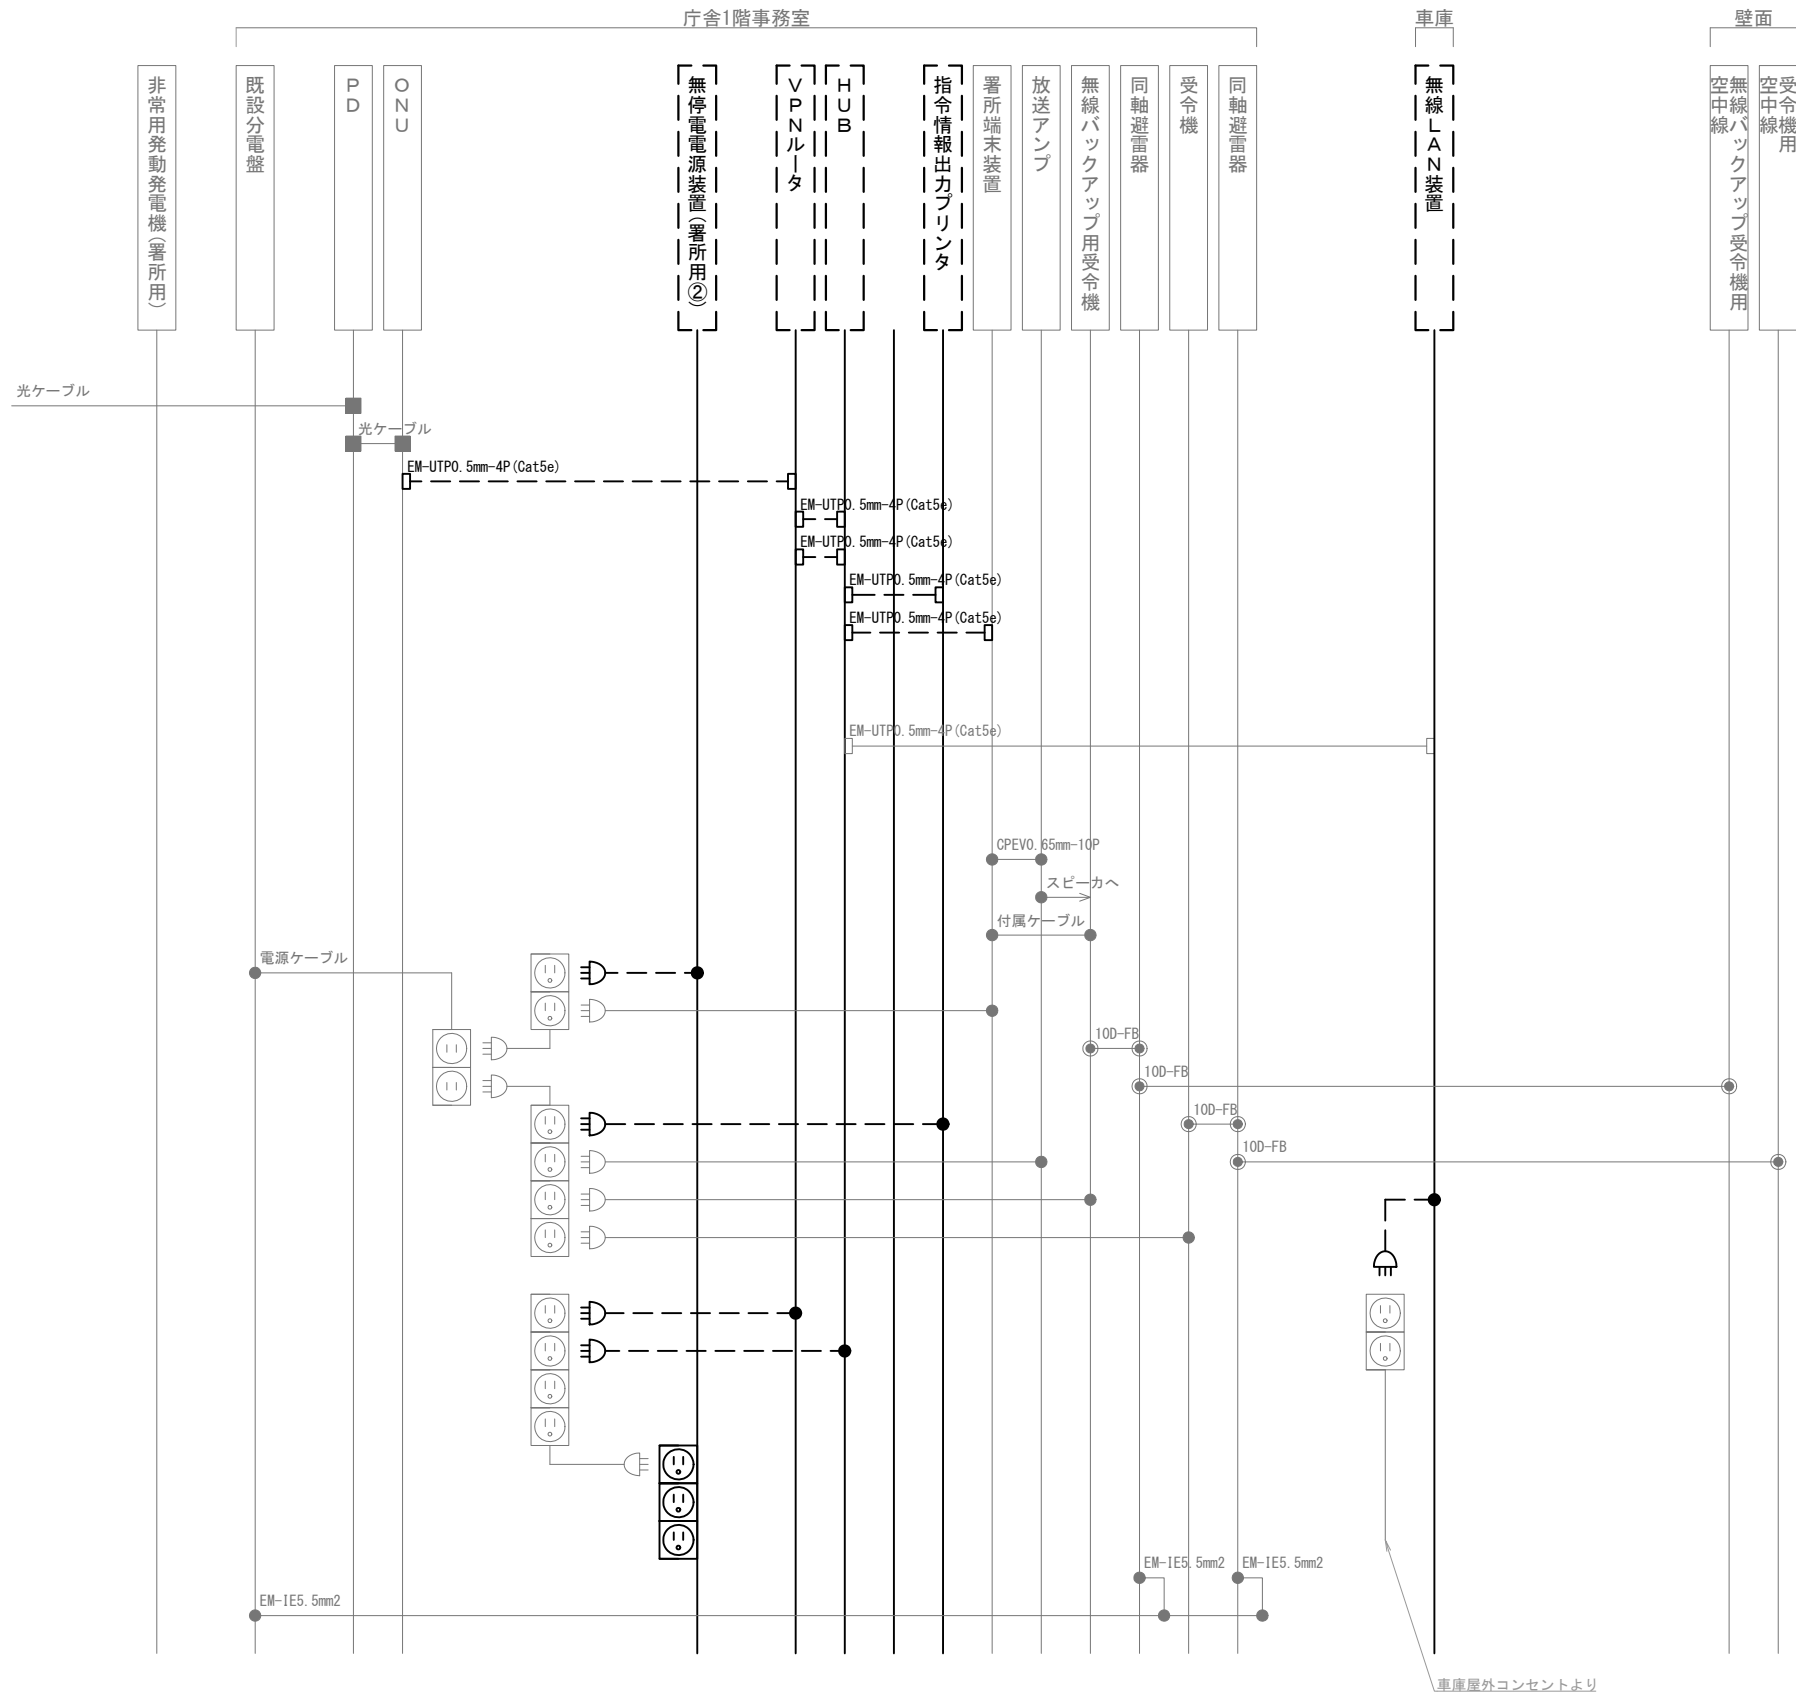 庁舎1階事務室
車庫
壁面
非常用発動発電機(署所用)
既設分電盤
PD
ONU
無停電電源装置(署所用②)
VPNルータ
HUB
指令情報出力プリンタ
署所端末装置
放送アンプ
無線バックアップ用受令機
同軸避雷器
受令機
同軸避雷器
無線LAN装置
無線バックアップ受令機用
空中線
受令機用
空中線
光ケーブル
光ケーブル
EM-UTP0.5mm-4P(Cat5e)
EM-UTP0.5mm-4P(Cat5e)
EM-UTP0.5mm-4P(Cat5e)
EM-UTP0.5mm-4P(Cat5e)
EM-UTP0.5mm-4P(Cat5e)
EM-UTP0.5mm-4P(Cat5e)
CPEV0.65mm-10P
スピーカへ
付属ケーブル
電源ケーブル
10D-FB
10D-FB
10D-FB
10D-FB
EM-IE5.5mm2
EM-IE5.5mm2
EM-IE5.5mm2
車庫屋外コンセントより